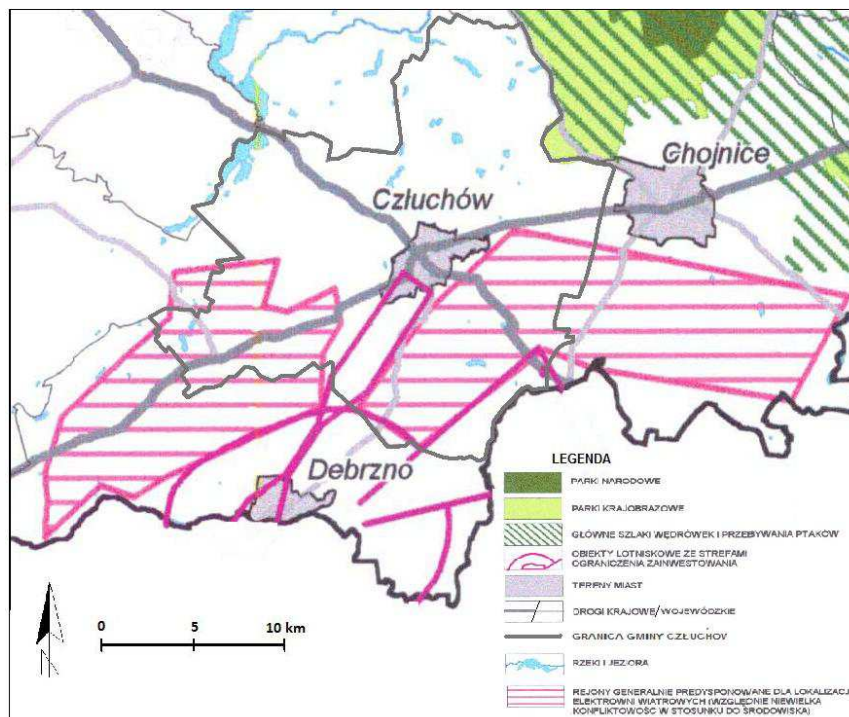 Chojnice
Człuchów
Debrzno
0 5 10 km
LEGENDA
PARKI NARODOWE
PARKI KRAJOBRAZOWE
GŁÓWNE SZLAKI WĘDRÓWEK I PRZEBYWANIA PTAKÓW
OBIEKTY LOTNISKOWE ZE STREFAMI
OGRANICZENIA ZAINWESTOWANIA
TERENY MIAST
DROGI KRAJOWE/WOJEWÓDZKIE
GRANICA GMINY CZŁUCHÓV
RZEKI I JEZIORA
REJONY GENERALNIE PREDYSPONOWANE DLA LOKALIZACJI
ELEKTROWNI WIATROWYCH (WZGLĘDNIE NIEWIELKA
KONFLIKTOWOŚC W STOSUNKU DO ŚRODOWISKA)